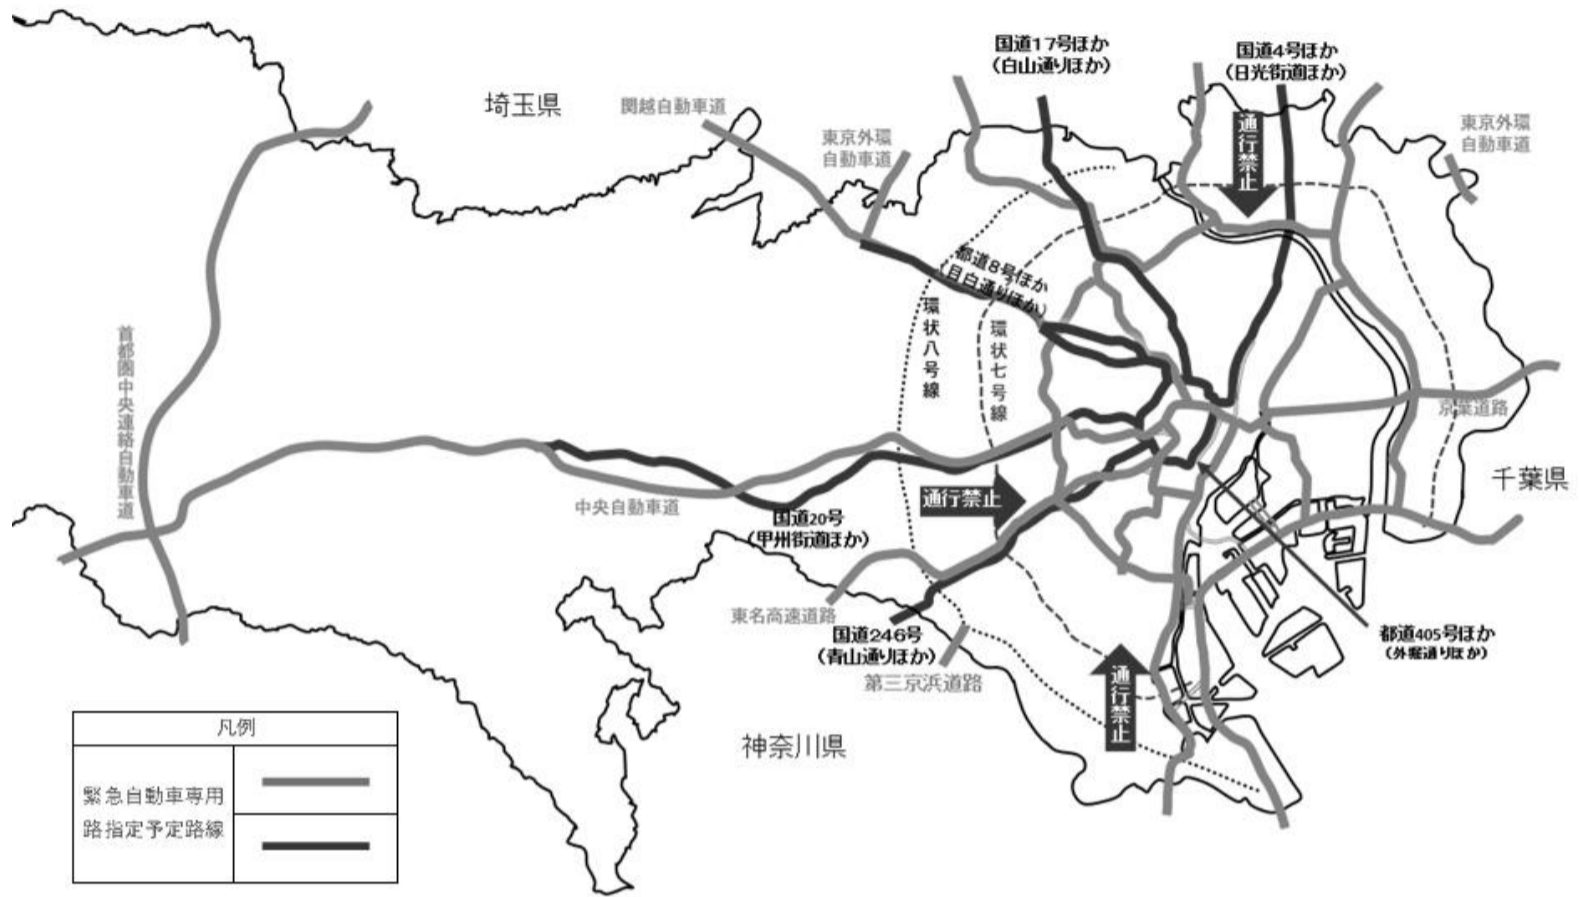 国道17号ほか
（白山通りほか）
国道4号ほか
（日光街道ほか）
埼玉県
関越自動車道
東京外環
自動車道
通行禁止
東京外環
自動車道
都道8号ほか
（目白通りほか）
環状八号線
環状七号線
首都圏中央連絡自動車道
京葉道路
千葉県
中央自動車道
通行禁止
国道20号
（甲州街道ほか）
東名高速道路
国道246号
（青山通りほか）
第三京浜道路
都道405号ほか
（外堀通りほか）
通行禁止
神奈川県
凡例
緊急自動車専用
路指定予定路線